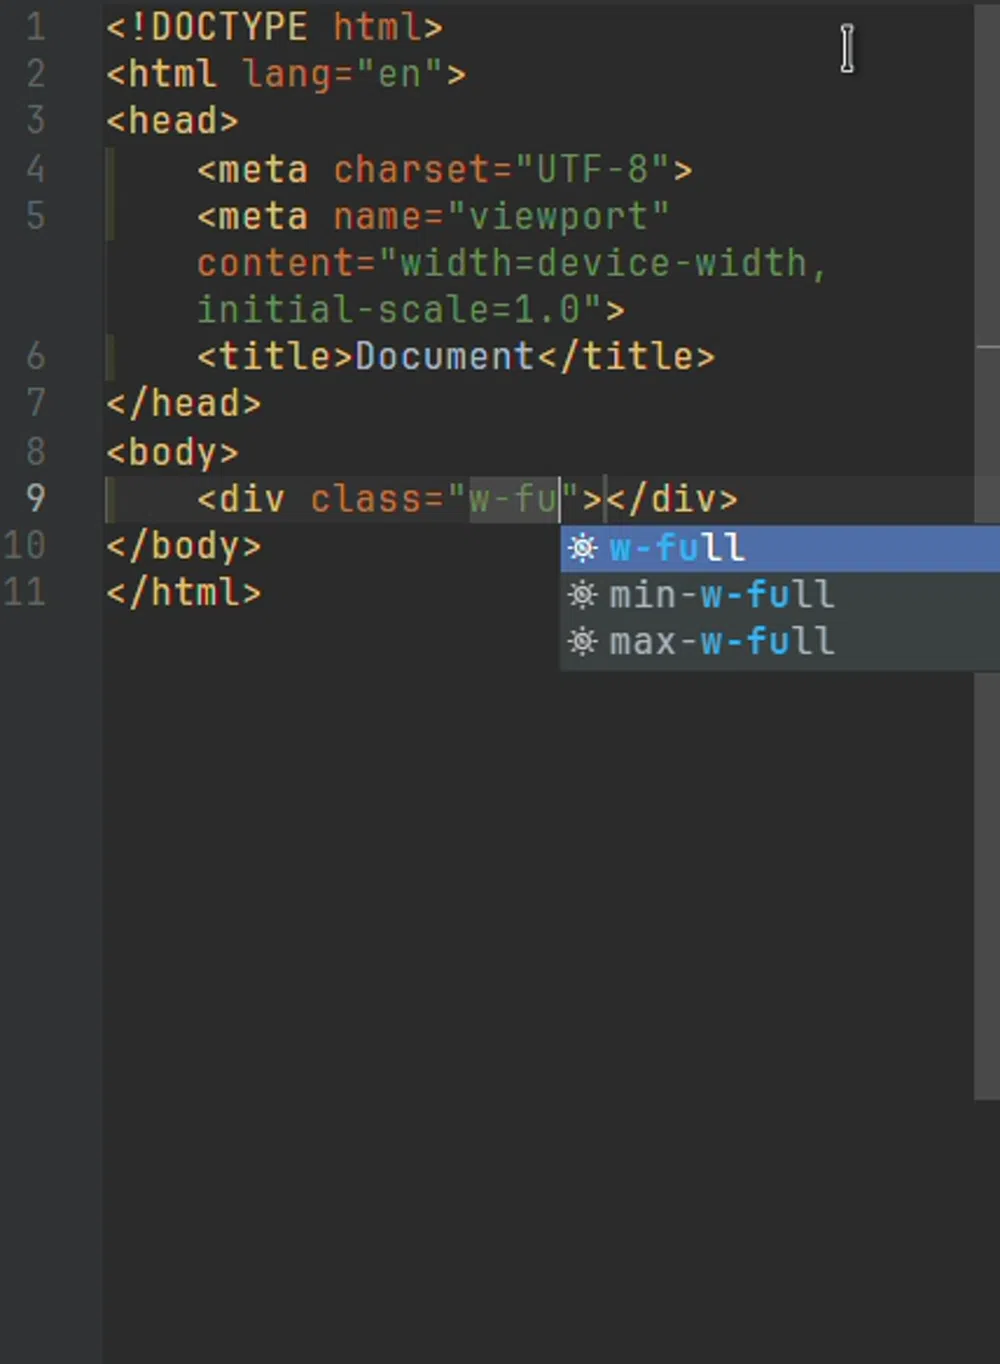 1 <!DOCTYPE html>
2 <html lang="en">
3 <head>
4 <meta charset="UTF-8">
5 <meta name="viewport"
content="width=device-width,
initial-scale=1.0">
6 <title>Document</title>
7 </head>
8 <body>
9 <div class="w-fu"></div>
10 </body>
11 </html>
w-full
min-w-full
max-w-full